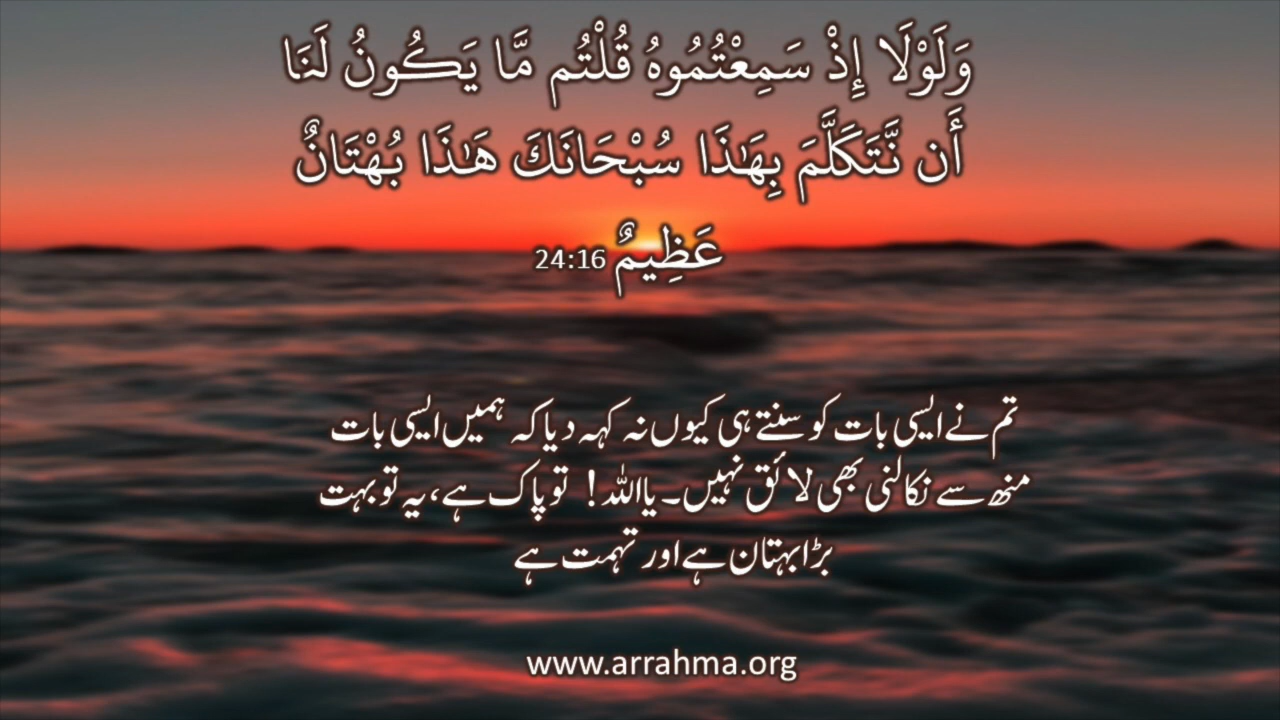 وَلَوْلَا إِذْ سَمِعْتُمُوهُ قُلْتُم مَّا يَكُونُ لَنَا
أَن نَّتَكَلَّمَ بِهَٰذَا سُبْحَانَكَ هَٰذَا بُهْتَانٌ
عَظِيمٌ 24:16
تم نے ایسی بات کو سنتے ہی کیوں نہ کہہ دیا کہ ہمیں ایسی بات
منھ سے نکالنی بھی لائق نہیں۔ یااللہ! تو پاک ہے، یہ تو بہت
بڑا بہتان ہے اور تہمت ہے
www.arrahma.org